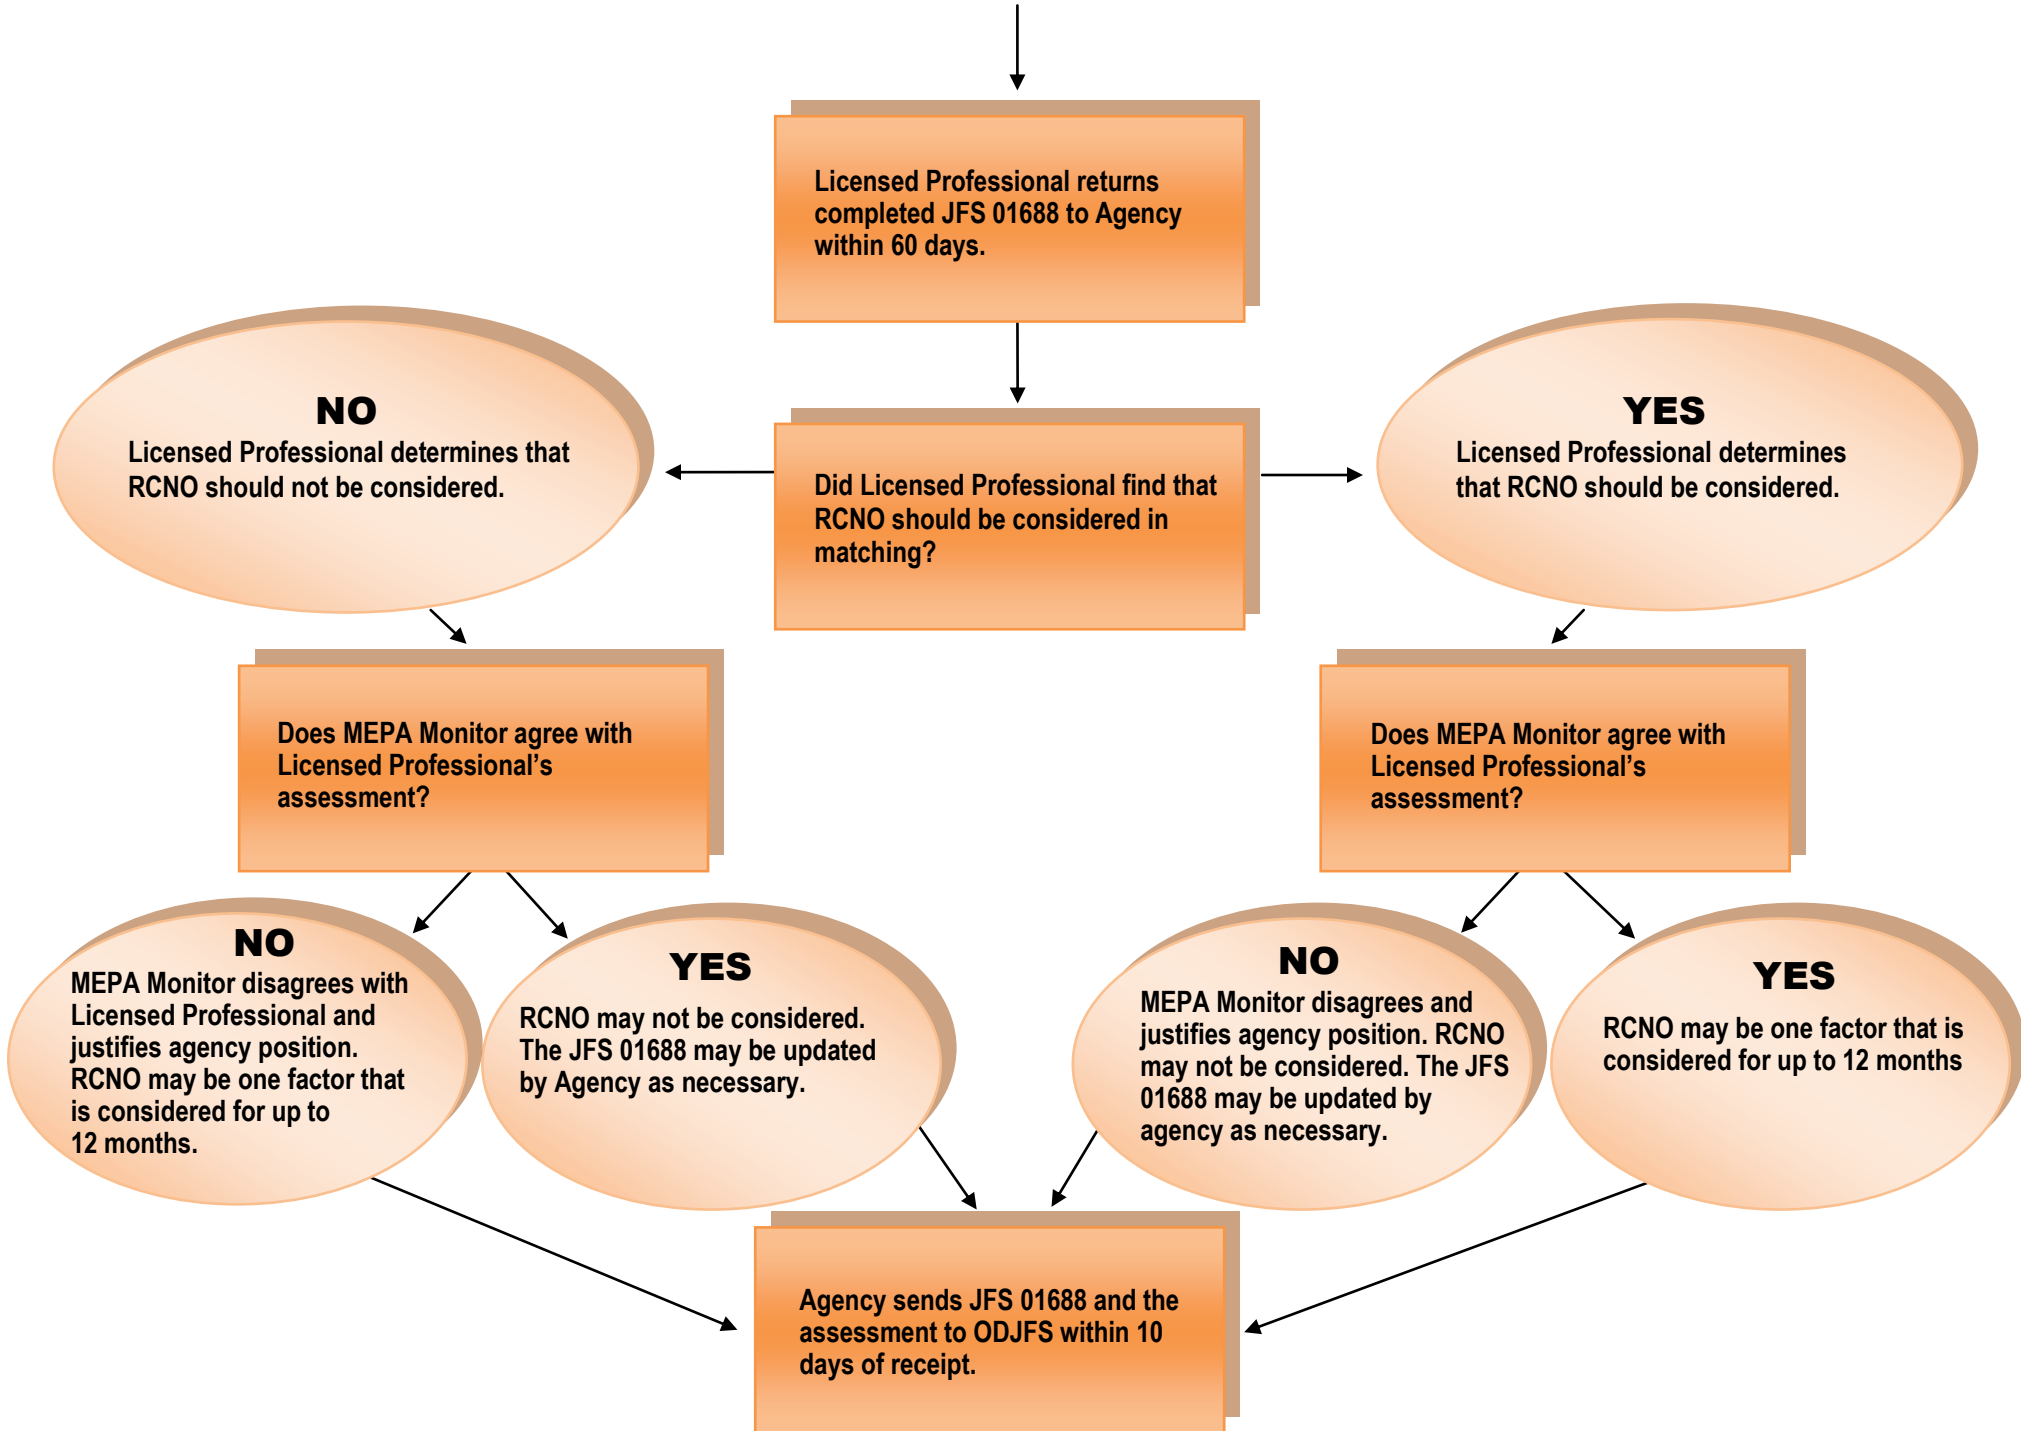 Licensed Professional returns
completed JFS 01688 to Agency
within 60 days.
NO
Licensed Professional determines that
RCNO should not be considered.
Did Licensed Professional find that
RCNO should be considered in
matching?
YES
Licensed Professional determines
that RCNO should be considered.
Does MEPA Monitor agree with
Licensed Professional’s
assessment?
Does MEPA Monitor agree with
Licensed Professional’s
assessment?
NO
MEPA Monitor disagrees with
Licensed Professional and
justifies agency position.
RCNO may be one factor that
is considered for up to
12 months.
YES
RCNO may not be considered.
The JFS 01688 may be updated
by Agency as necessary.
NO
MEPA Monitor disagrees and
justifies agency position. RCNO
may not be considered. The JFS
01688 may be updated by
agency as necessary.
YES
RCNO may be one factor that is
considered for up to 12 months
Agency sends JFS 01688 and the
assessment to ODJFS within 10
days of receipt.